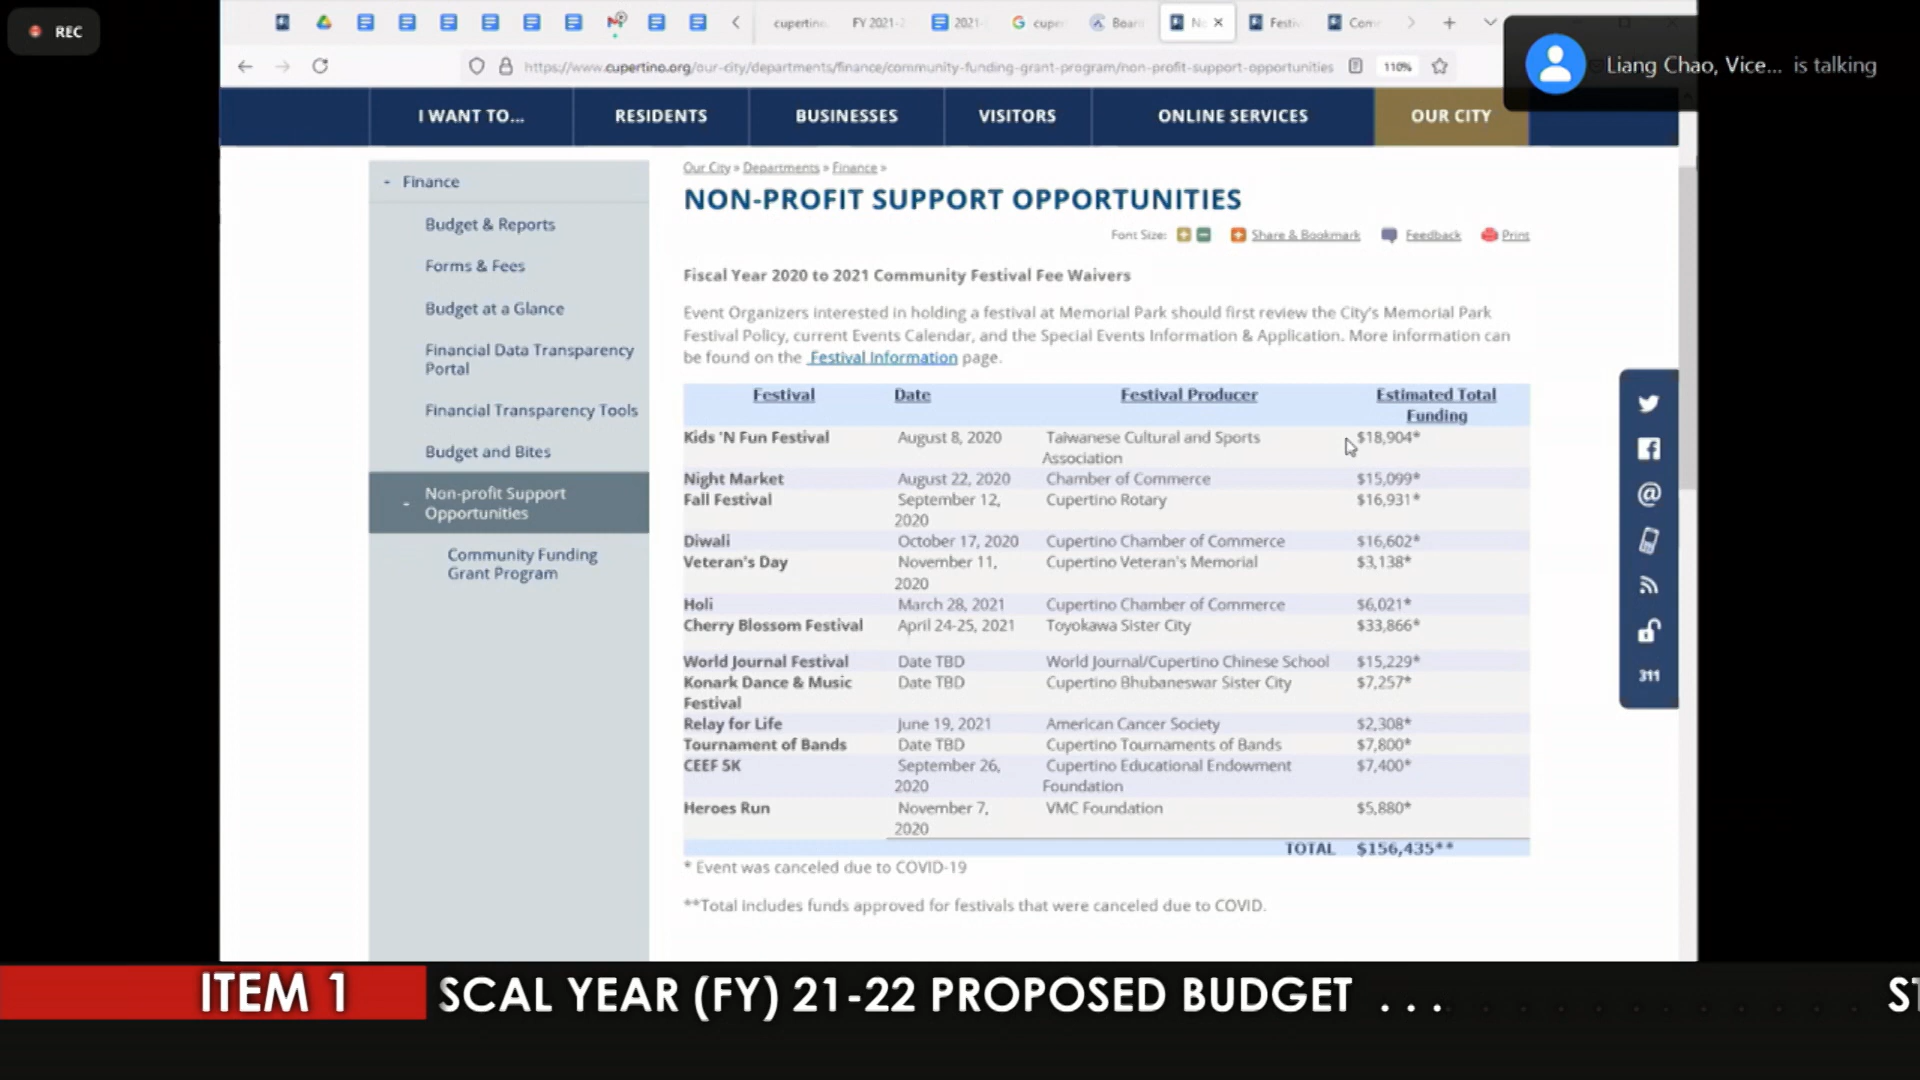 REC
cupertino
FY 2021-2
2021-
cuper
Boar
Festiv
Com
https://www.cupertino.org/our-city/departments/finance/community-funding-grant-program/non-profit-support-opportunities
110%
Liang Chao, Vice... is talking
I WANT TO...
RESIDENTS
BUSINESSES
VISITORS
ONLINE SERVICES
OUR CITY
- Finance
Budget & Reports
Forms & Fees
Budget at a Glance
Financial Data Transparency
Portal
Financial Transparency Tools
Budget and Bites
- Non-profit Support
Opportunities
Community Funding
Grant Program
Our City » Departments » Finance »
NON-PROFIT SUPPORT OPPORTUNITIES
Font Size: + - Share & Bookmark Feedback Print
Fiscal Year 2020 to 2021 Community Festival Fee Waivers
Event Organizers interested in holding a festival at Memorial Park should first review the City's Memorial Park
Festival Policy, current Events Calendar, and the Special Events Information & Application. More information can
be found on the Festival Information page.
Festival Date Festival Producer Estimated Total
Funding
Kids 'N Fun Festival August 8, 2020 Taiwanese Cultural and Sports $18,904*
Association
Night Market August 22, 2020 Chamber of Commerce $15,099*
Fall Festival September 12, Cupertino Rotary $16,931*
2020
Diwali October 17, 2020 Cupertino Chamber of Commerce $16,602*
Veteran's Day November 11, Cupertino Veteran's Memorial $3,138*
2020
Holi March 28, 2021 Cupertino Chamber of Commerce $6,021*
Cherry Blossom Festival April 24-25, 2021 Toyokawa Sister City $33,866*
World Journal Festival Date TBD World Journal/Cupertino Chinese School $15,229*
Konark Dance & Music Date TBD Cupertino Bhubaneswar Sister City $7,257*
Festival
Relay for Life June 19, 2021 American Cancer Society $2,308*
Tournament of Bands Date TBD Cupertino Tournaments of Bands $7,800*
CEEF 5K September 26, Cupertino Educational Endowment $7,400*
2020 Foundation
Heroes Run November 7, VMC Foundation $5,880*
2020
TOTAL $156,435**
* Event was canceled due to COVID-19
**Total includes funds approved for festivals that were canceled due to COVID.
311
ITEM 1
SCAL YEAR (FY) 21-22 PROPOSED BUDGET ...
ST